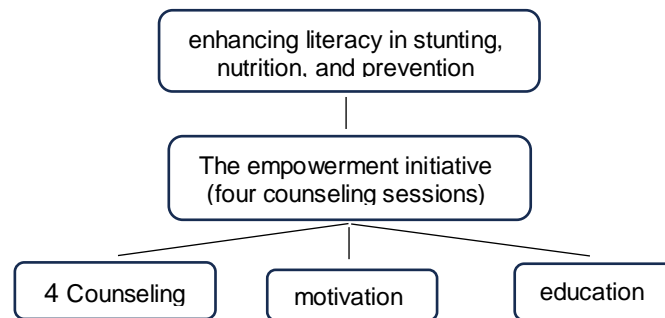 enhancing literacy in stunting,
nutrition, and prevention
The empowerment initiative
(four counseling sessions)
4 Counseling
motivation
education